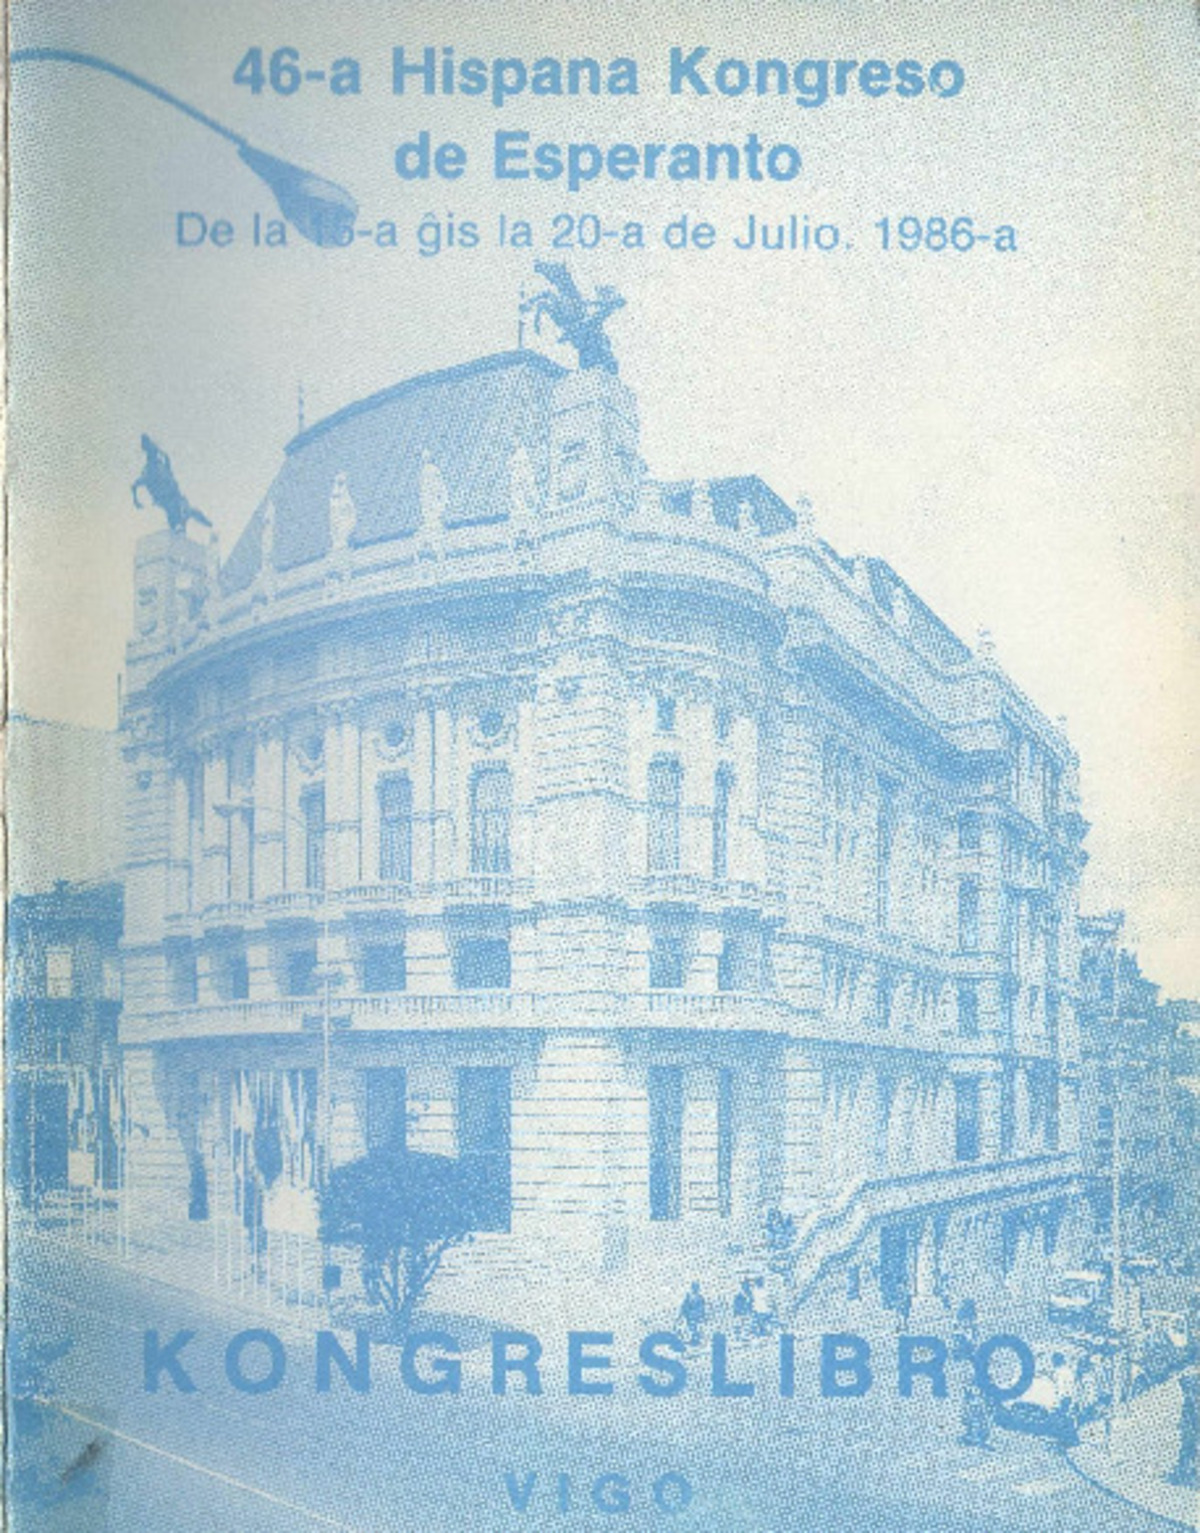 46-a Hispana Kongreso
de Esperanto
De la -a ĝis la 20-a de Julio. 1986-a
KONGRESLIBRO
VIGO